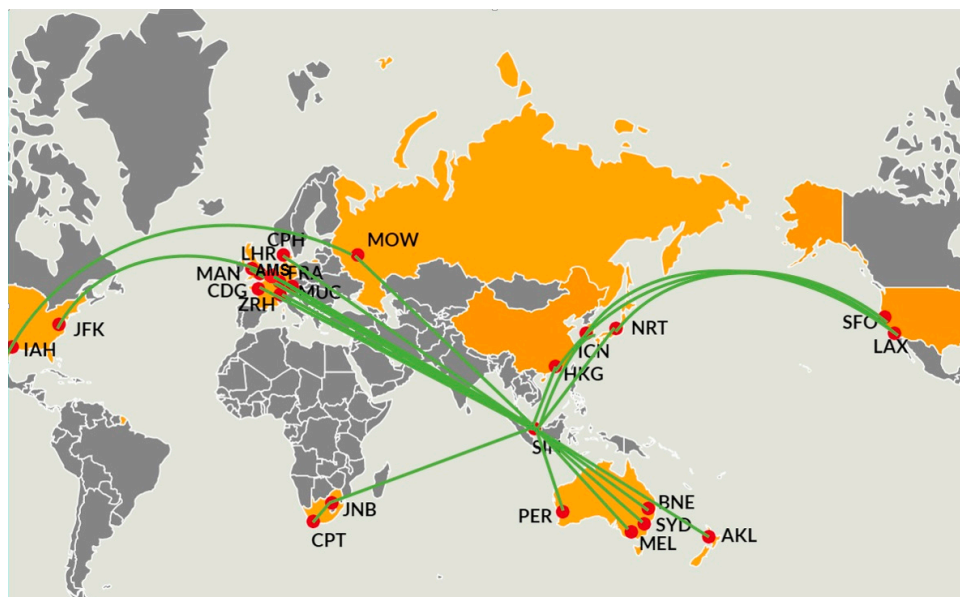 CPH
MOW
LHR
MAN
AMS
FRA
CDG
MUC
ZRH
JFK
IAH
SFO
LAX
NRT
ICN
HKG
PER
BNE
SYD
MEL
AKL
JNB
CPT